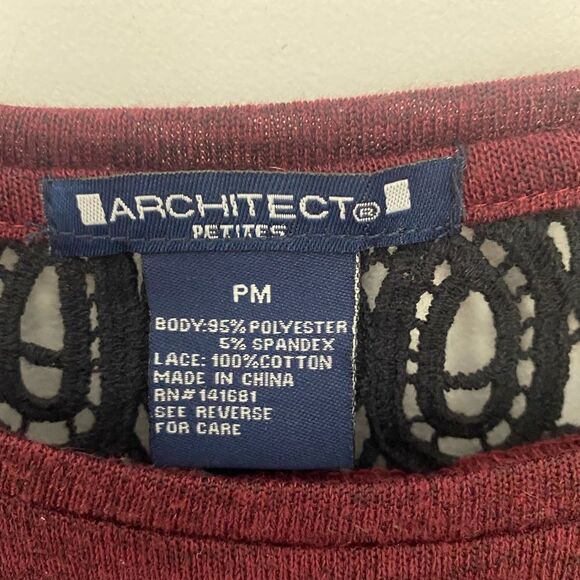 ARCHITECT®
PETITES
PM
BODY:95% POLYESTER
5% SPANDEX
LACE: 100%COTTON
MADE IN CHINA
RN# 141681
SEE REVERSE
FOR CARE